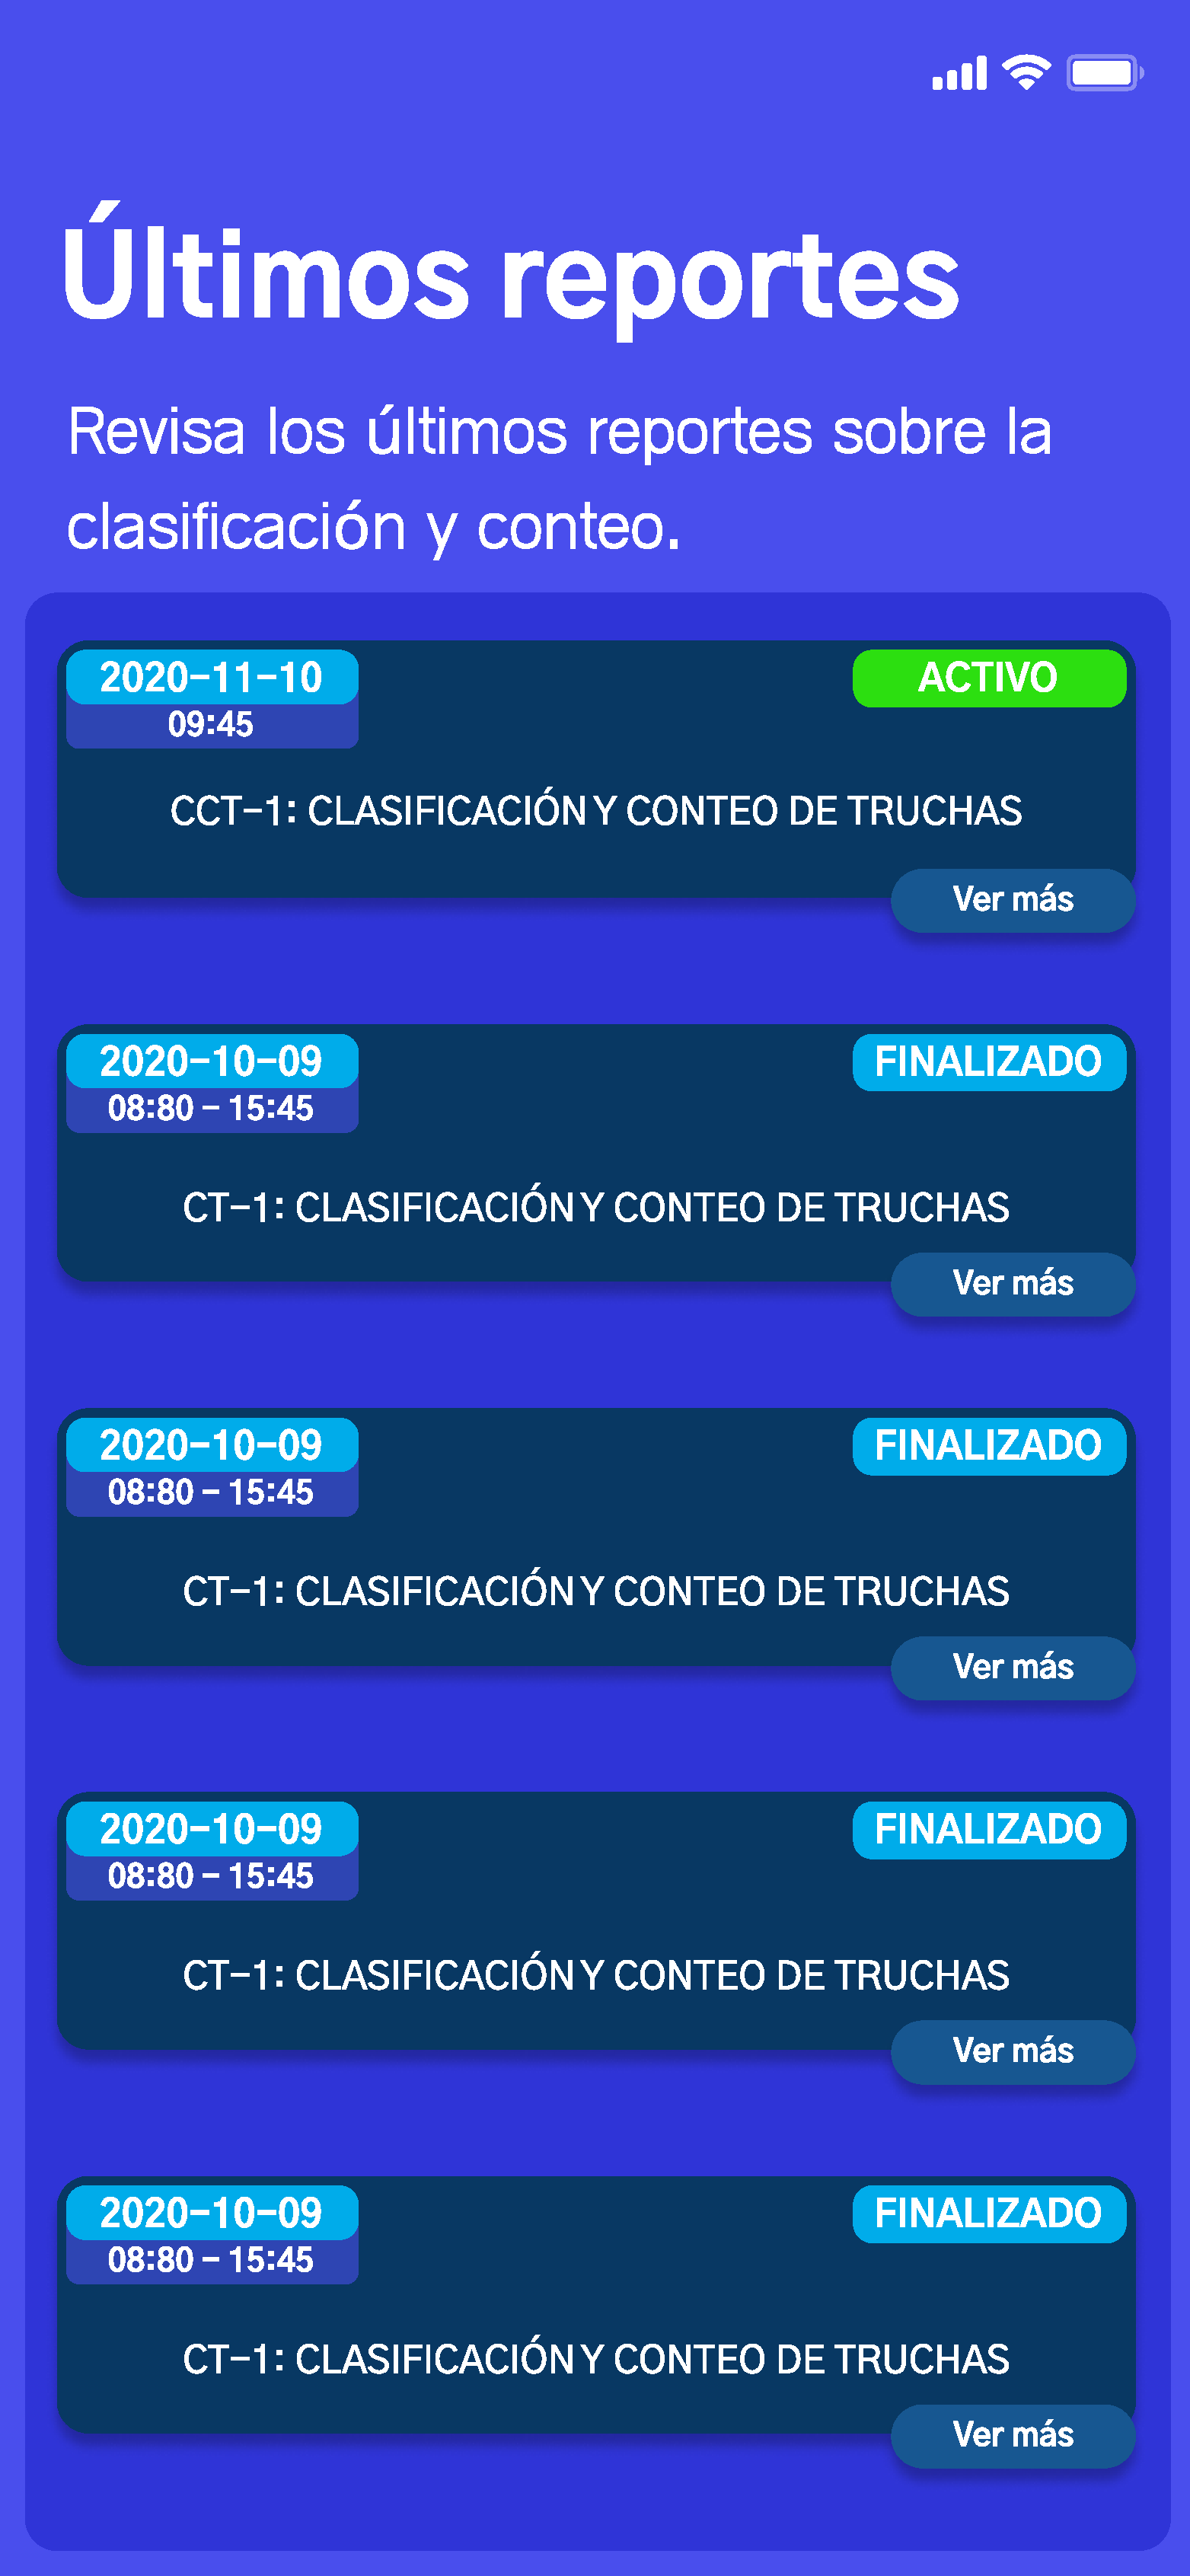 Últimos reportes
Revisa los últimos reportes sobre la
clasificación y conteo.
2020-11-10
ACTIVO
09:45
CCT-1: CLASIFICACIÓN Y CONTEO DE TRUCHAS
Ver más
2020-10-09
FINALIZADO
08:80 - 15:45
CT-1: CLASIFICACIÓN Y CONTEO DE TRUCHAS
Ver más
2020-10-09
FINALIZADO
08:80 - 15:45
CT-1: CLASIFICACIÓN Y CONTEO DE TRUCHAS
Ver más
2020-10-09
FINALIZADO
08:80 - 15:45
CT-1: CLASIFICACIÓN Y CONTEO DE TRUCHAS
Ver más
2020-10-09
FINALIZADO
08:80 - 15:45
CT-1: CLASIFICACIÓN Y CONTEO DE TRUCHAS
Ver más